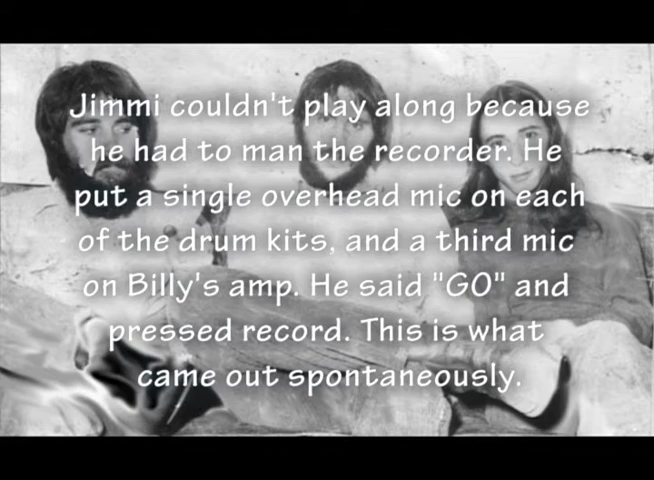 Jimmi couldn't play along because
he had to man the recorder. He
put a single overhead mic on each
of the drum kits, and a third mic
on Billy's amp. He said "GO" and
pressed record. This is what
came out spontaneously.